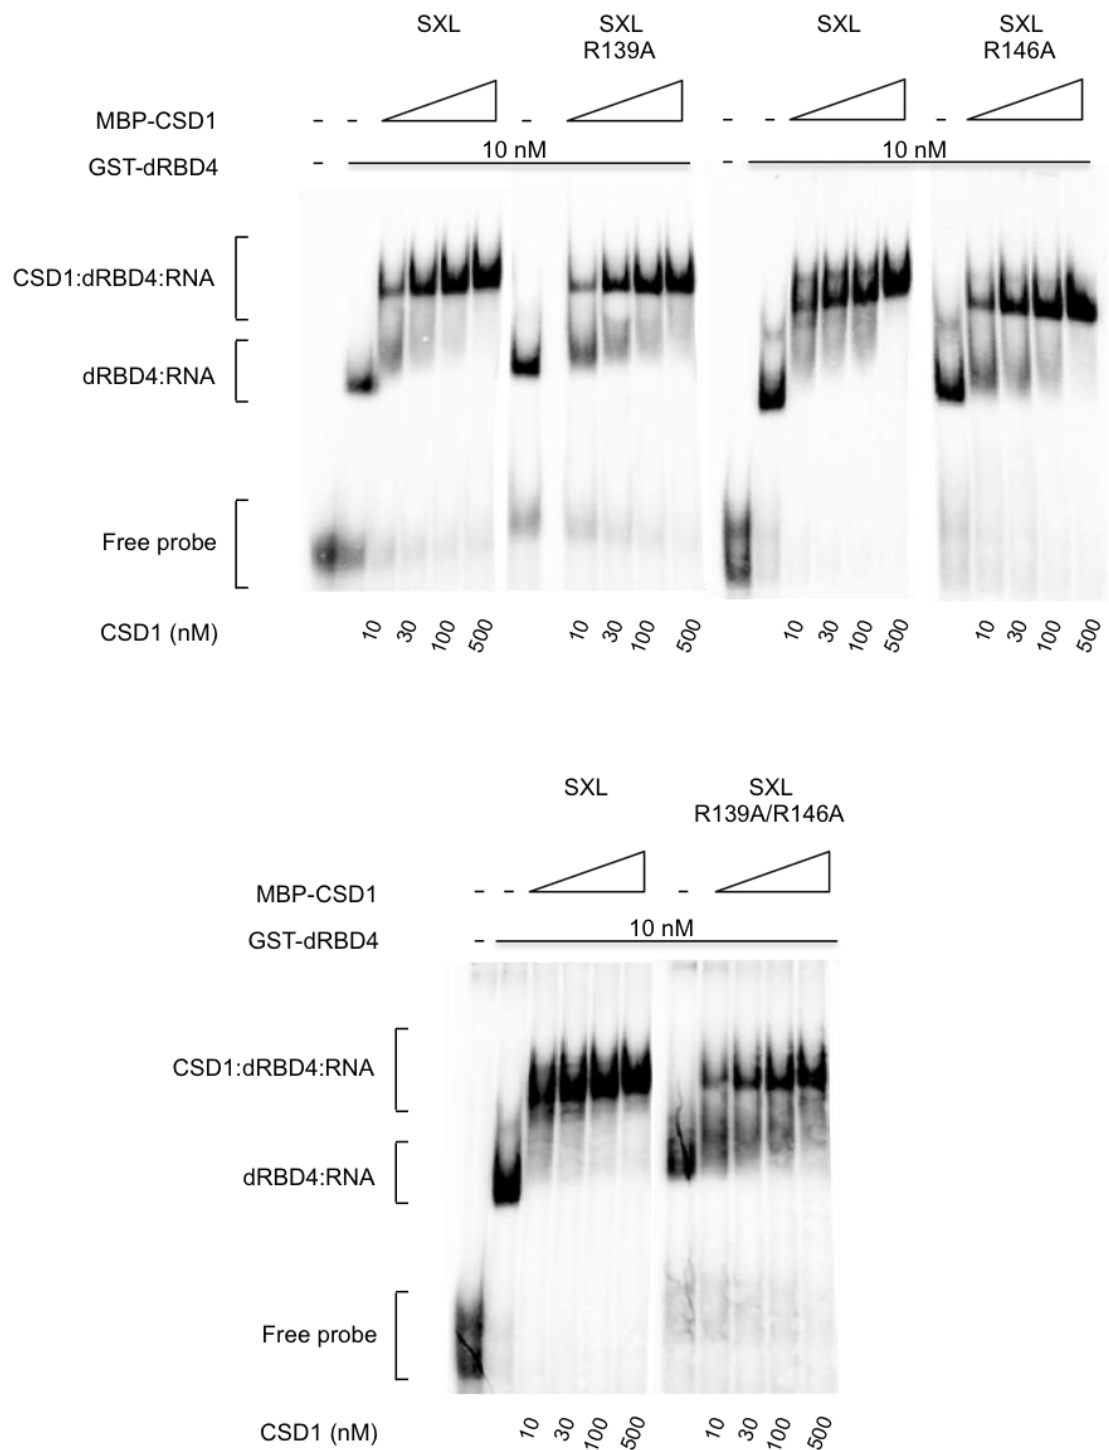 SXL SXL SXL SXL
R139A R146A
MBP-CSD1 - - - - - -
10 nM 10 nM
GST-dRBD4 - -
CSD1:dRBD4:RNA
dRBD4:RNA
Free probe
CSD1 (nM) 10 30 100 500 10 30 100 500 10 30 100 500 10 30 100 500
SXL SXL
R139A/R146A
MBP-CSD1 - - -
10 nM
GST-dRBD4 -
CSD1:dRBD4:RNA
dRBD4:RNA
Free probe
CSD1 (nM) 10 30 100 500 10 30 100 500